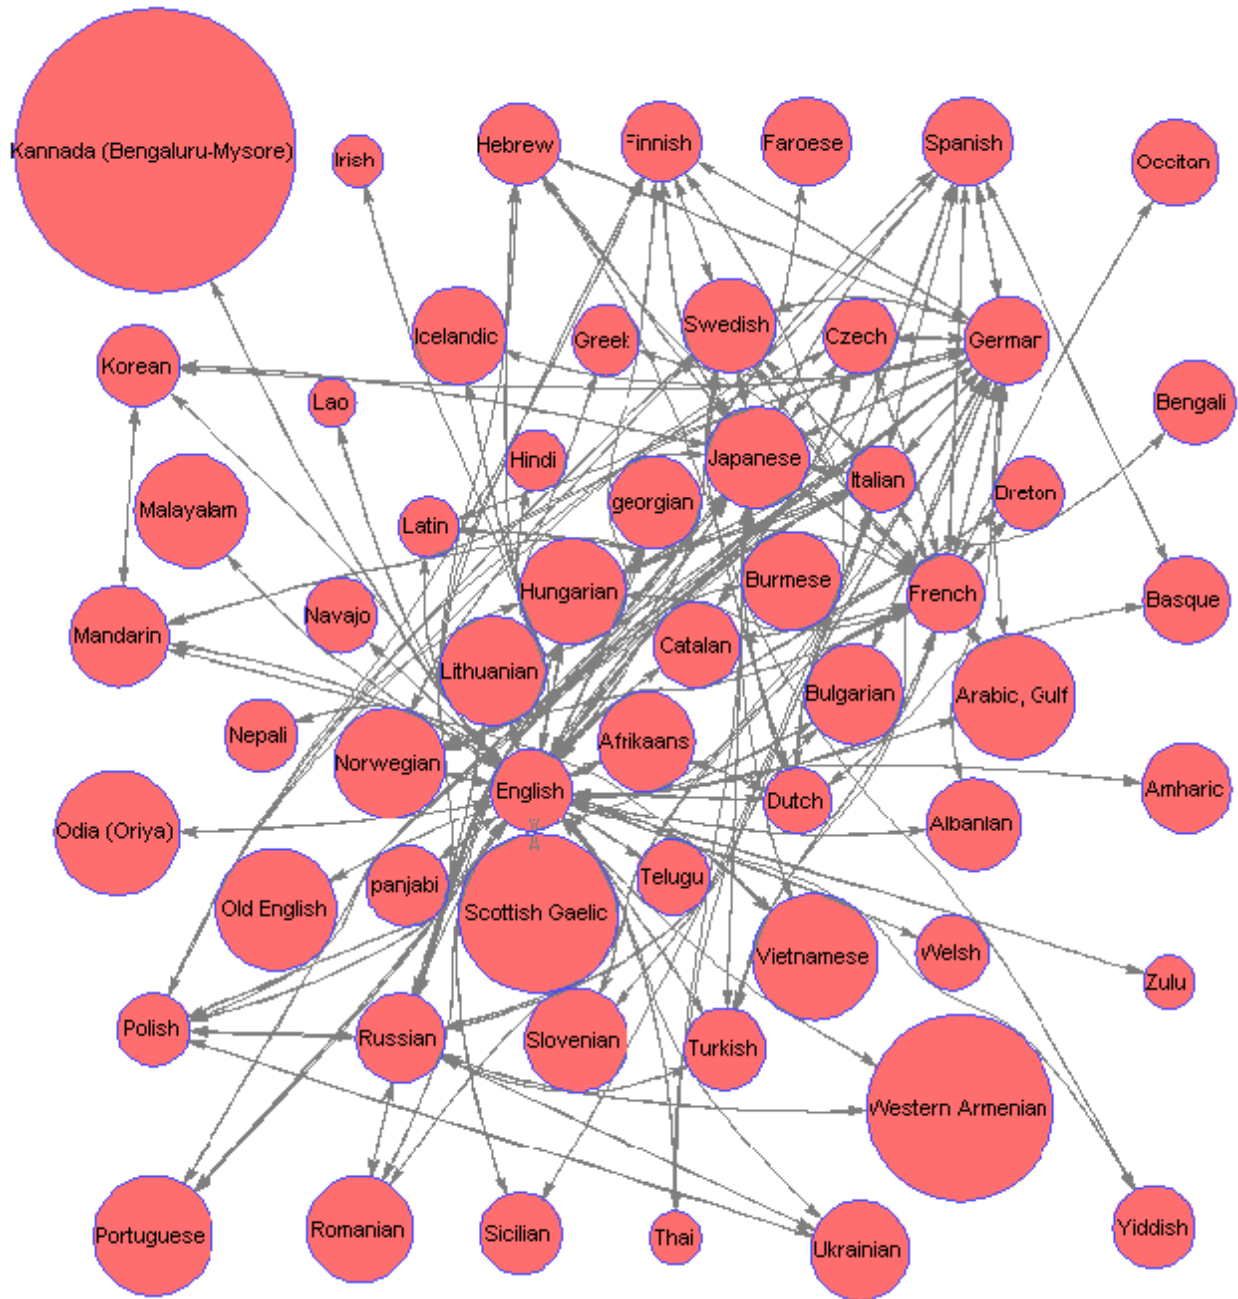 Kannada (Bengaluru-Mysore)
Irish
Hebrew
Finnish
Faroese
Spanish
Occitan
Korean
Icelandic
Greek
Swedish
Czech
German
Lao
Bengali
Malayalam
Hindi
Latin
georgian
Japanese
Italian
Breton
Mandarin
Navajo
Hungarian
Burmese
French
Basque
Lithuanian
Catalan
Bulgarian
Arabic, Gulf
Nepali
Norwegian
Afrikaans
English
Dutch
Albanian
Amharic
Odia (Oriya)
Old English
panjabi
Scottish Gaelic
Telugu
Vietnamese
Welsh
Zulu
Polish
Russian
Slovenian
Turkish
Western Armenian
Portuguese
Romanian
Sicilian
Thai
Ukrainian
Yiddish